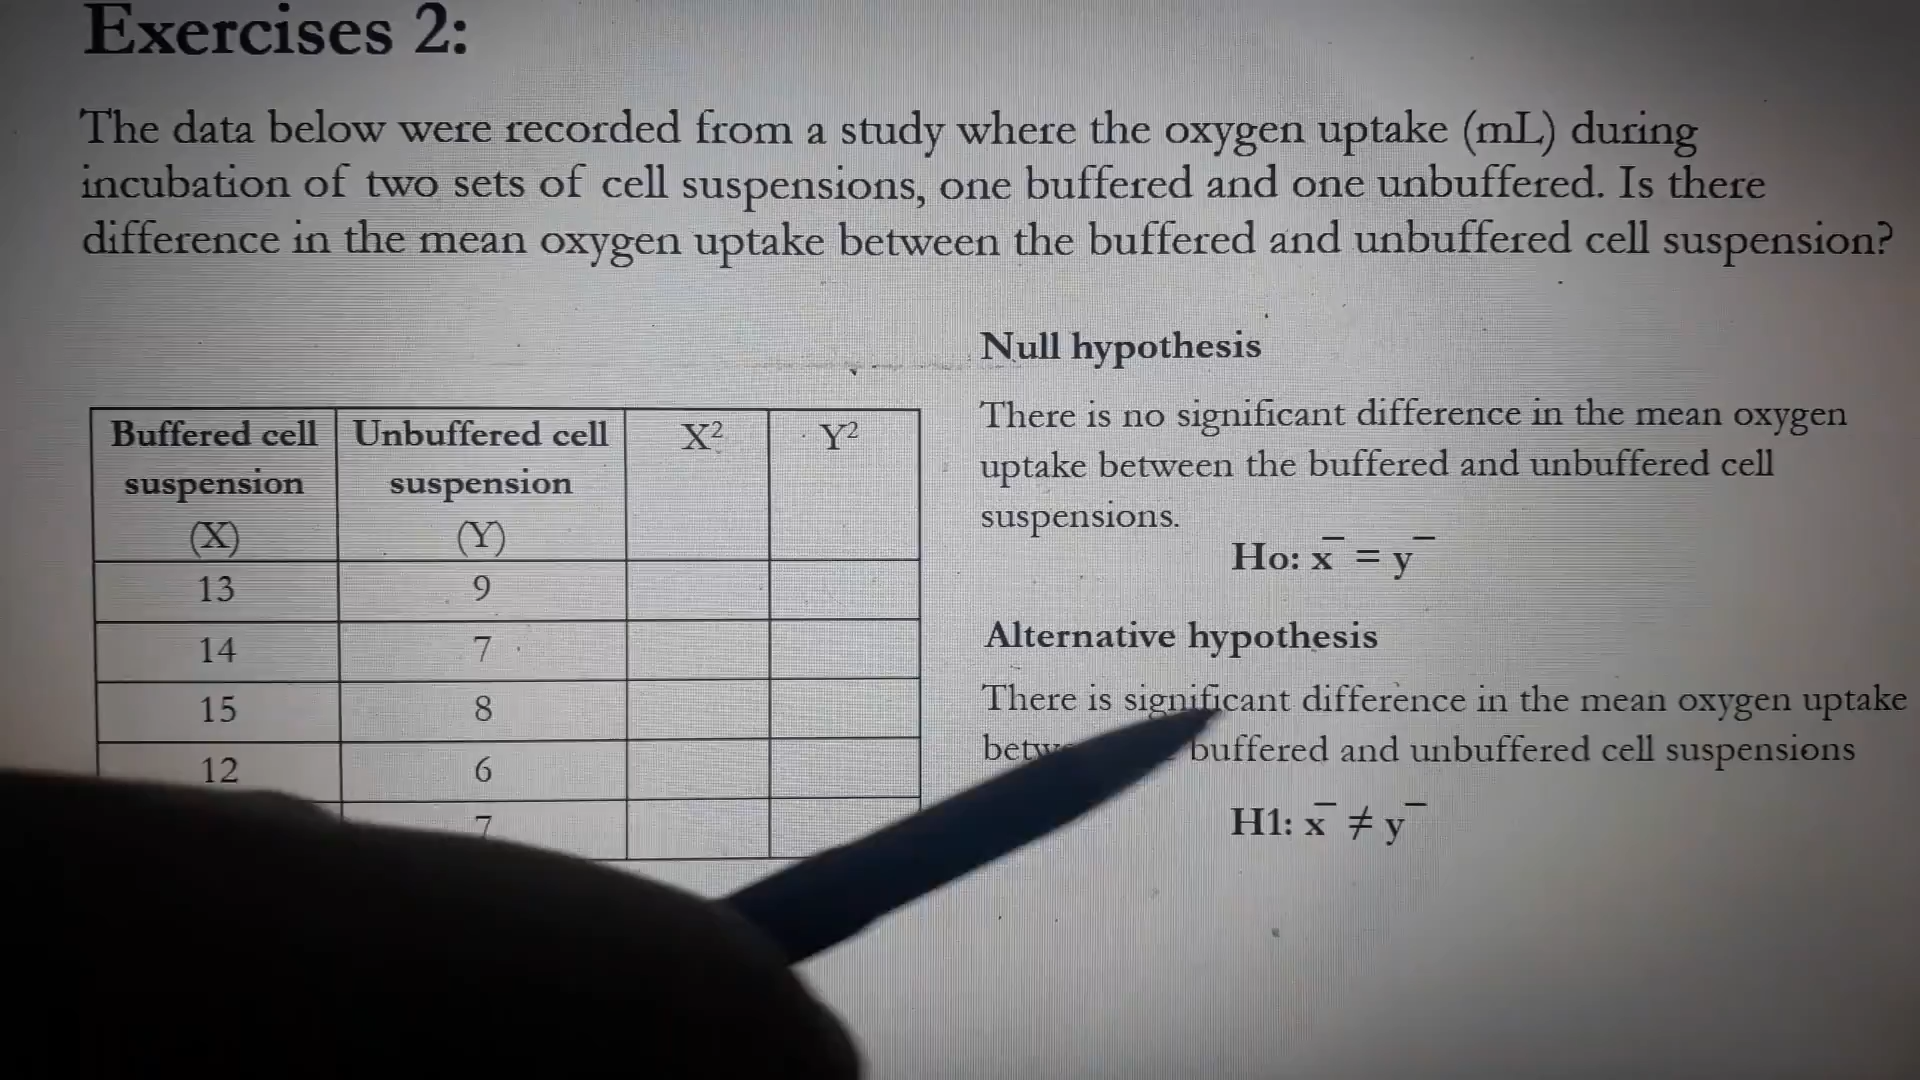 Exercises 2:
The data below were recorded from a study where the oxygen uptake (mL) during
incubation of two sets of cell suspensions, one buffered and one unbuffered. Is there
difference in the mean oxygen uptake between the buffered and unbuffered cell suspension?
Buffered cell suspension (X)
Unbuffered cell suspension (Y)
X²
Y²
13 9
14 7
15 8
12 6
7
Null hypothesis
There is no significant difference in the mean oxygen
uptake between the buffered and unbuffered cell
suspensions.
Ho: x¯ = y¯
Alternative hypothesis
There is significant difference in the mean oxygen uptake
buffered and unbuffered cell suspensions
H1: x¯ ≠ y¯